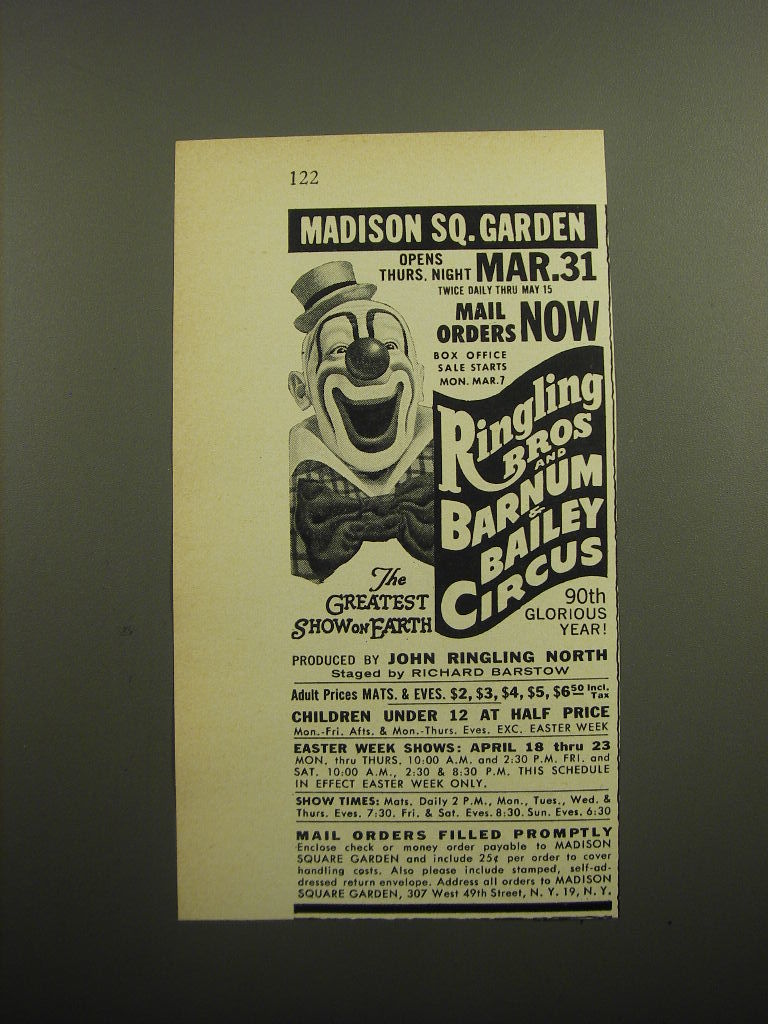 122
MADISON SQ. GARDEN
OPENS
THURS. NIGHT MAR.31
TWICE DAILY THRU MAY 15
MAIL
ORDERS NOW
BOX OFFICE
SALE STARTS
MON. MAR.7
Ringling
BROS
AND
BARNUM
&
BAILEY
CIRCUS
The
GREATEST
SHOW ON EARTH
90th
GLORIOUS
YEAR!
PRODUCED BY JOHN RINGLING NORTH
Staged by RICHARD BARSTOW
Adult Prices MATS. & EVES. $2, $3, $4, $5, $6.50 Incl. Tax
CHILDREN UNDER 12 AT HALF PRICE
Mon.-Fri. Afts. & Mon.-Thurs. Eves. EXC. EASTER WEEK
EASTER WEEK SHOWS: APRIL 18 thru 23
MON. thru THURS. 10:00 A.M. and 2:30 P.M. FRI. and
SAT. 10:00 A.M., 2:30 & 8:30 P.M. THIS SCHEDULE
IN EFFECT EASTER WEEK ONLY.
SHOW TIMES: Mats. Daily 2 P.M., Mon., Tues., Wed. &
Thurs. Eves. 7:30. Fri. & Sat. Eves. 8:30. Sun. Eves. 6:30
MAIL ORDERS FILLED PROMPTLY
Enclose check or money order payable to MADISON
SQUARE GARDEN and include 25¢ per order to cover
handling costs. Also please include stamped, self-ad-
dressed return envelope. Address all orders to MADISON
SQUARE GARDEN, 307 West 49th Street, N. Y. 19, N. Y.